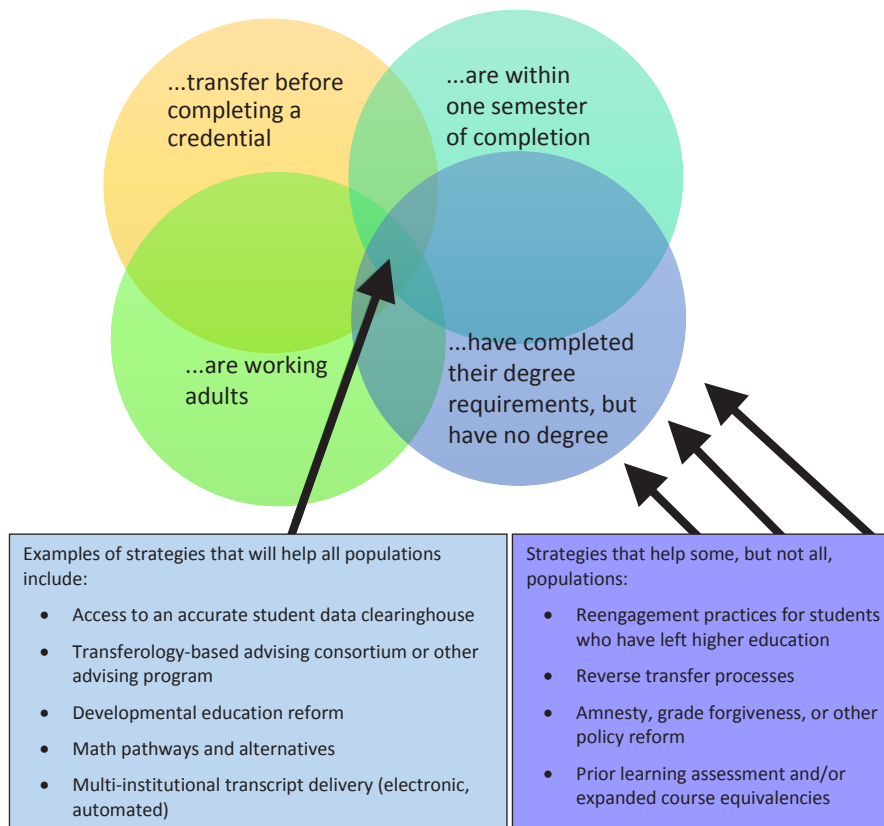 ...transfer before
completing a
credential
...are within
one semester
of completion
...are working
adults
...have completed
their degree
requirements, but
have no degree
Examples of strategies that will help all populations
include:
• Access to an accurate student data clearinghouse
• Transferology-based advising consortium or other
advising program
• Developmental education reform
• Math pathways and alternatives
• Multi-institutional transcript delivery (electronic,
automated)
Strategies that help some, but not all,
populations:
• Reengagement practices for students
who have left higher education
• Reverse transfer processes
• Amnesty, grade forgiveness, or other
policy reform
• Prior learning assessment and/or
expanded course equivalencies